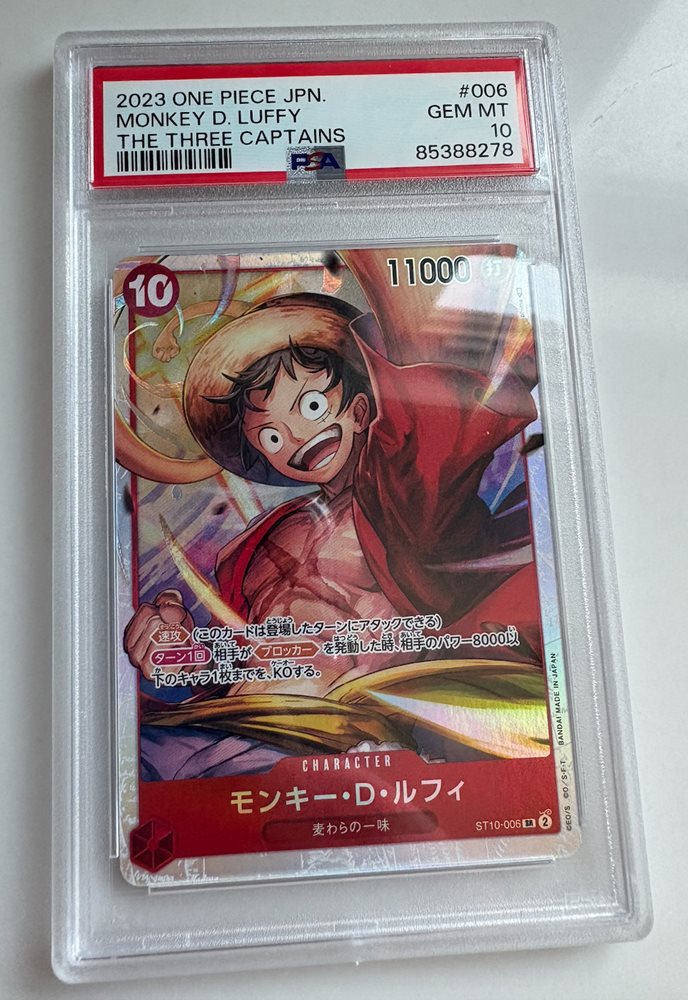 2023 ONE PIECE JPN. #006
MONKEY D. LUFFY GEM MT
THE THREE CAPTAINS 10
PSA 85388278
10
11000 打
速攻 (このカードは登場したターンにアタックできる)
ターン1回 相手が ブロッカー を発動した時、相手のパワー8000以
下のキャラ1枚までを、KOする。
CHARACTER
モンキー・D・ルフィ
麦わらの一味
ST10-006 SR 2
©E.O/S ©O/S・F・T BANDAI MADE IN JAPAN